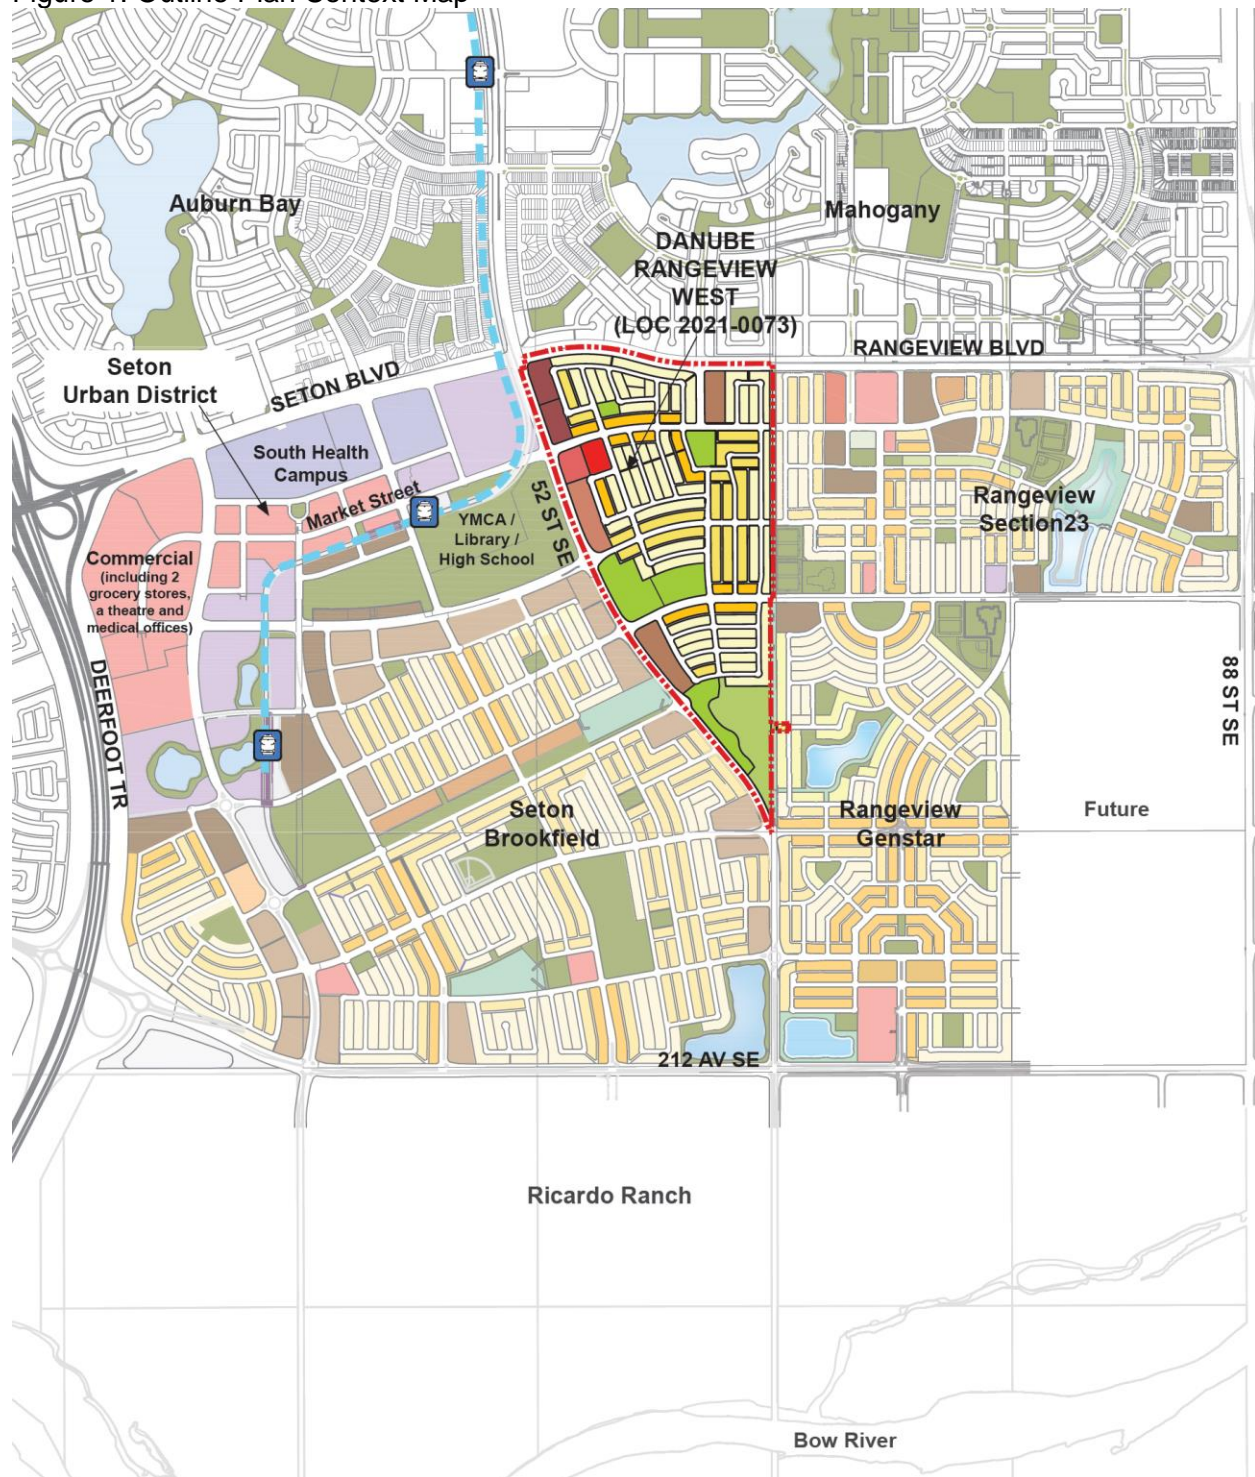 Figure 1: Outline Plan Context Map
Auburn Bay
Mahogany
DANUBE
RANGEVIEW
WEST
(LOC 2021-0073)
RANGEVIEW BLVD
Seton
Urban District
SETON BLVD
South Health
Campus
Market Street
52 ST SE
YMCA /
Library /
High School
Rangeview
Section23
Commercial
(including 2
grocery stores,
a theatre and
medical offices)
DEERFOOT TR
88 ST SE
Seton
Brookfield
Rangeview
Genstar
Future
212 AV SE
Ricardo Ranch
Bow River